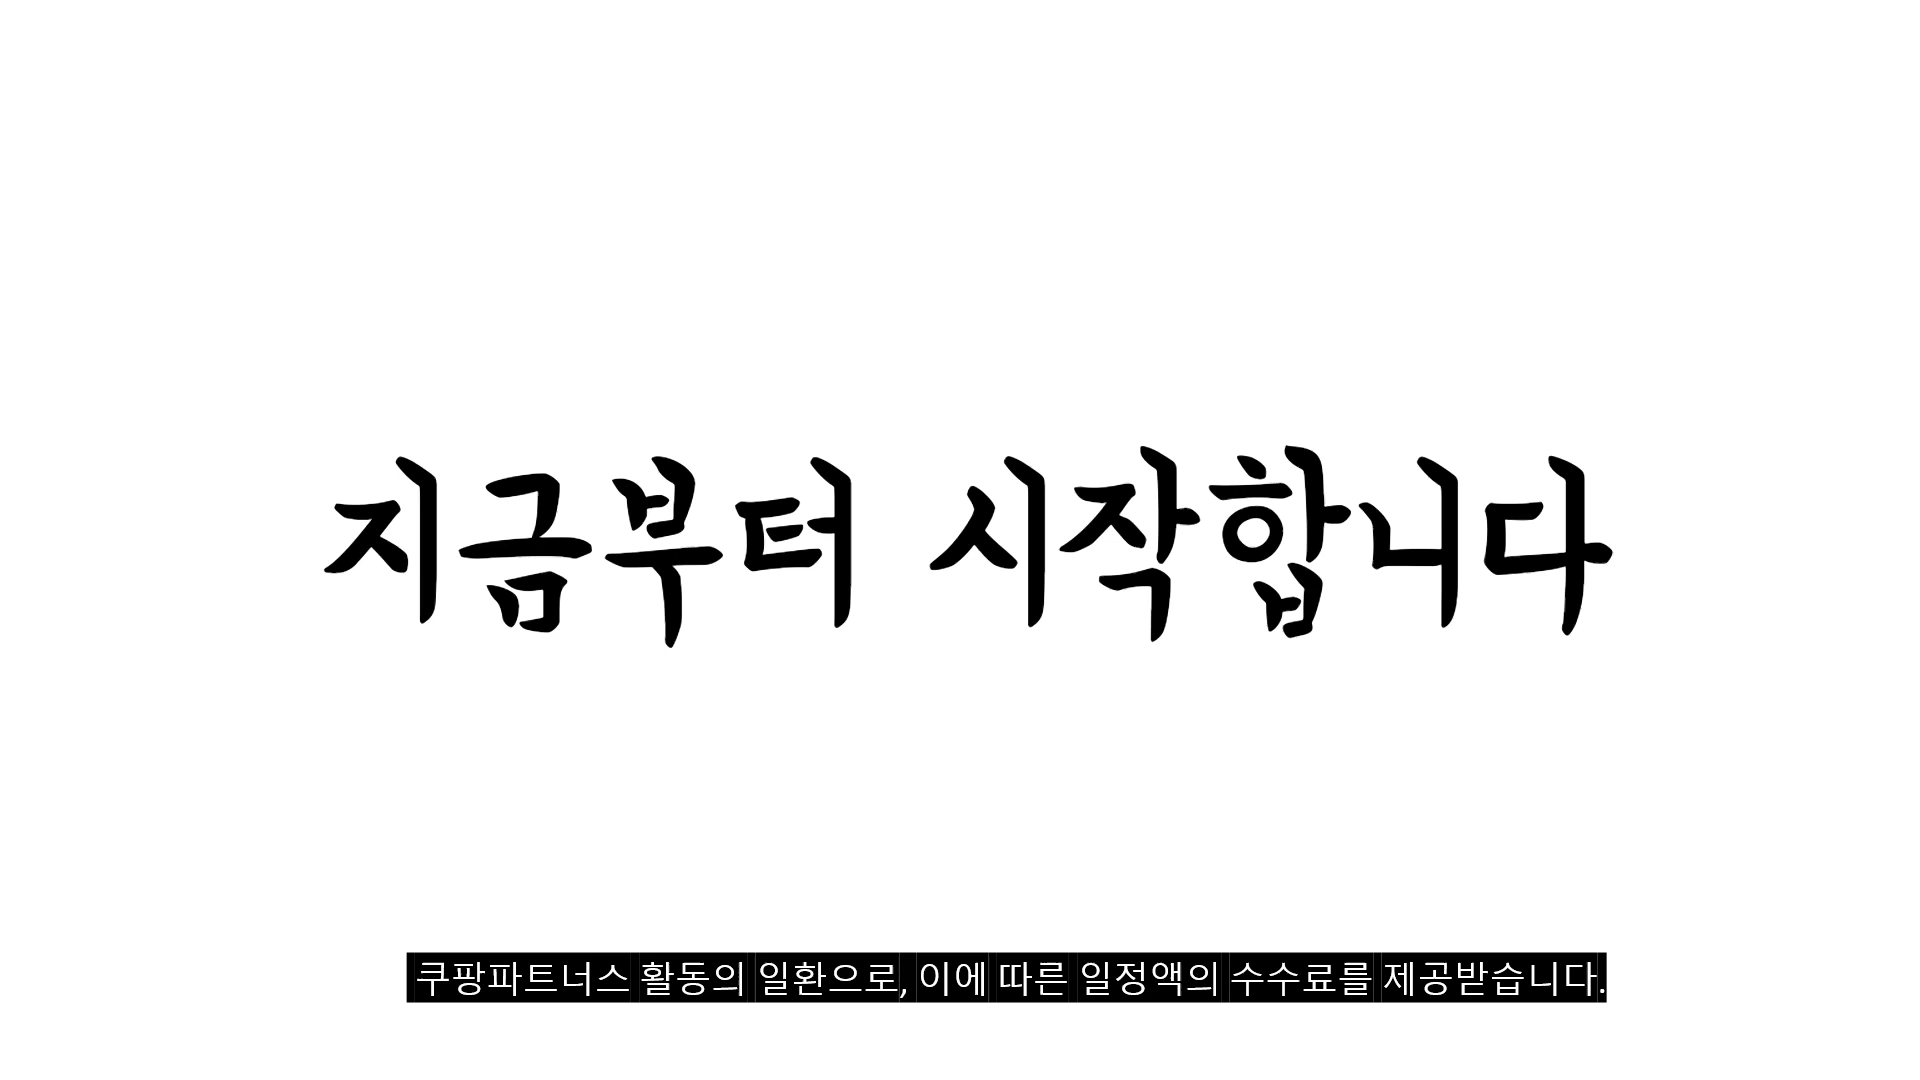 지금부터 시작합니다
쿠팡파트너스 활동의 일환으로, 이에 따른 일정액의 수수료를 제공받습니다.